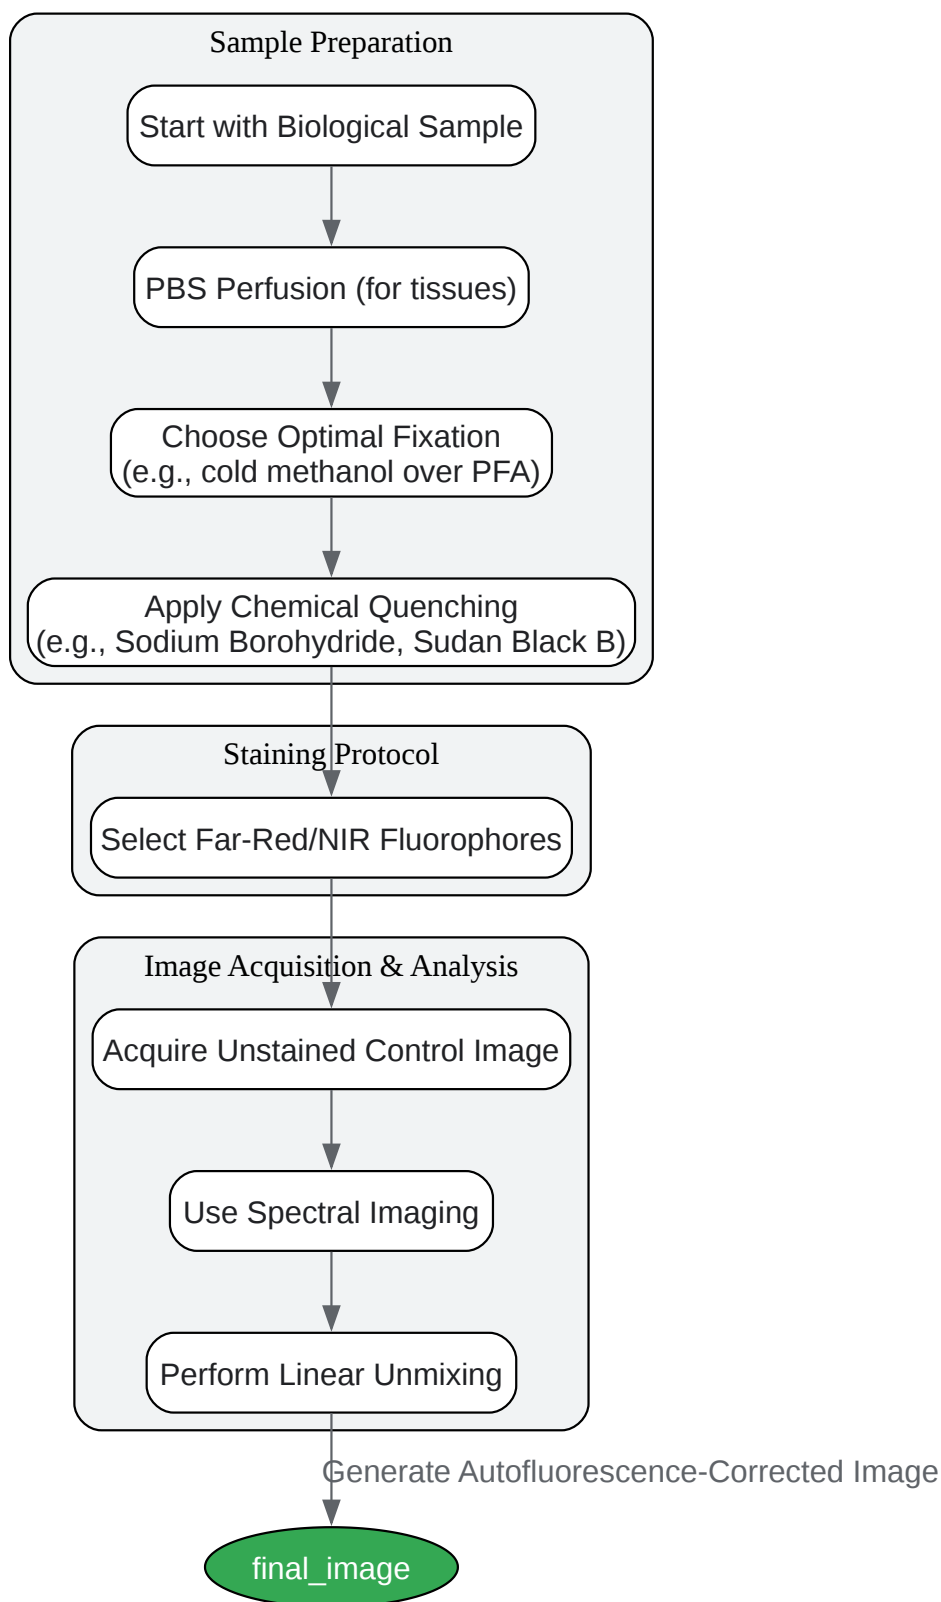 Sample Preparation
Start with Biological Sample
PBS Perfusion (for tissues)
Choose Optimal Fixation
(e.g., cold methanol over PFA)
Apply Chemical Quenching
(e.g., Sodium Borohydride, Sudan Black B)
Staining Protocol
Select Far-Red/NIR Fluorophores
Image Acquisition & Analysis
Acquire Unstained Control Image
Use Spectral Imaging
Perform Linear Unmixing
Generate Autofluorescence-Corrected Image
final_image